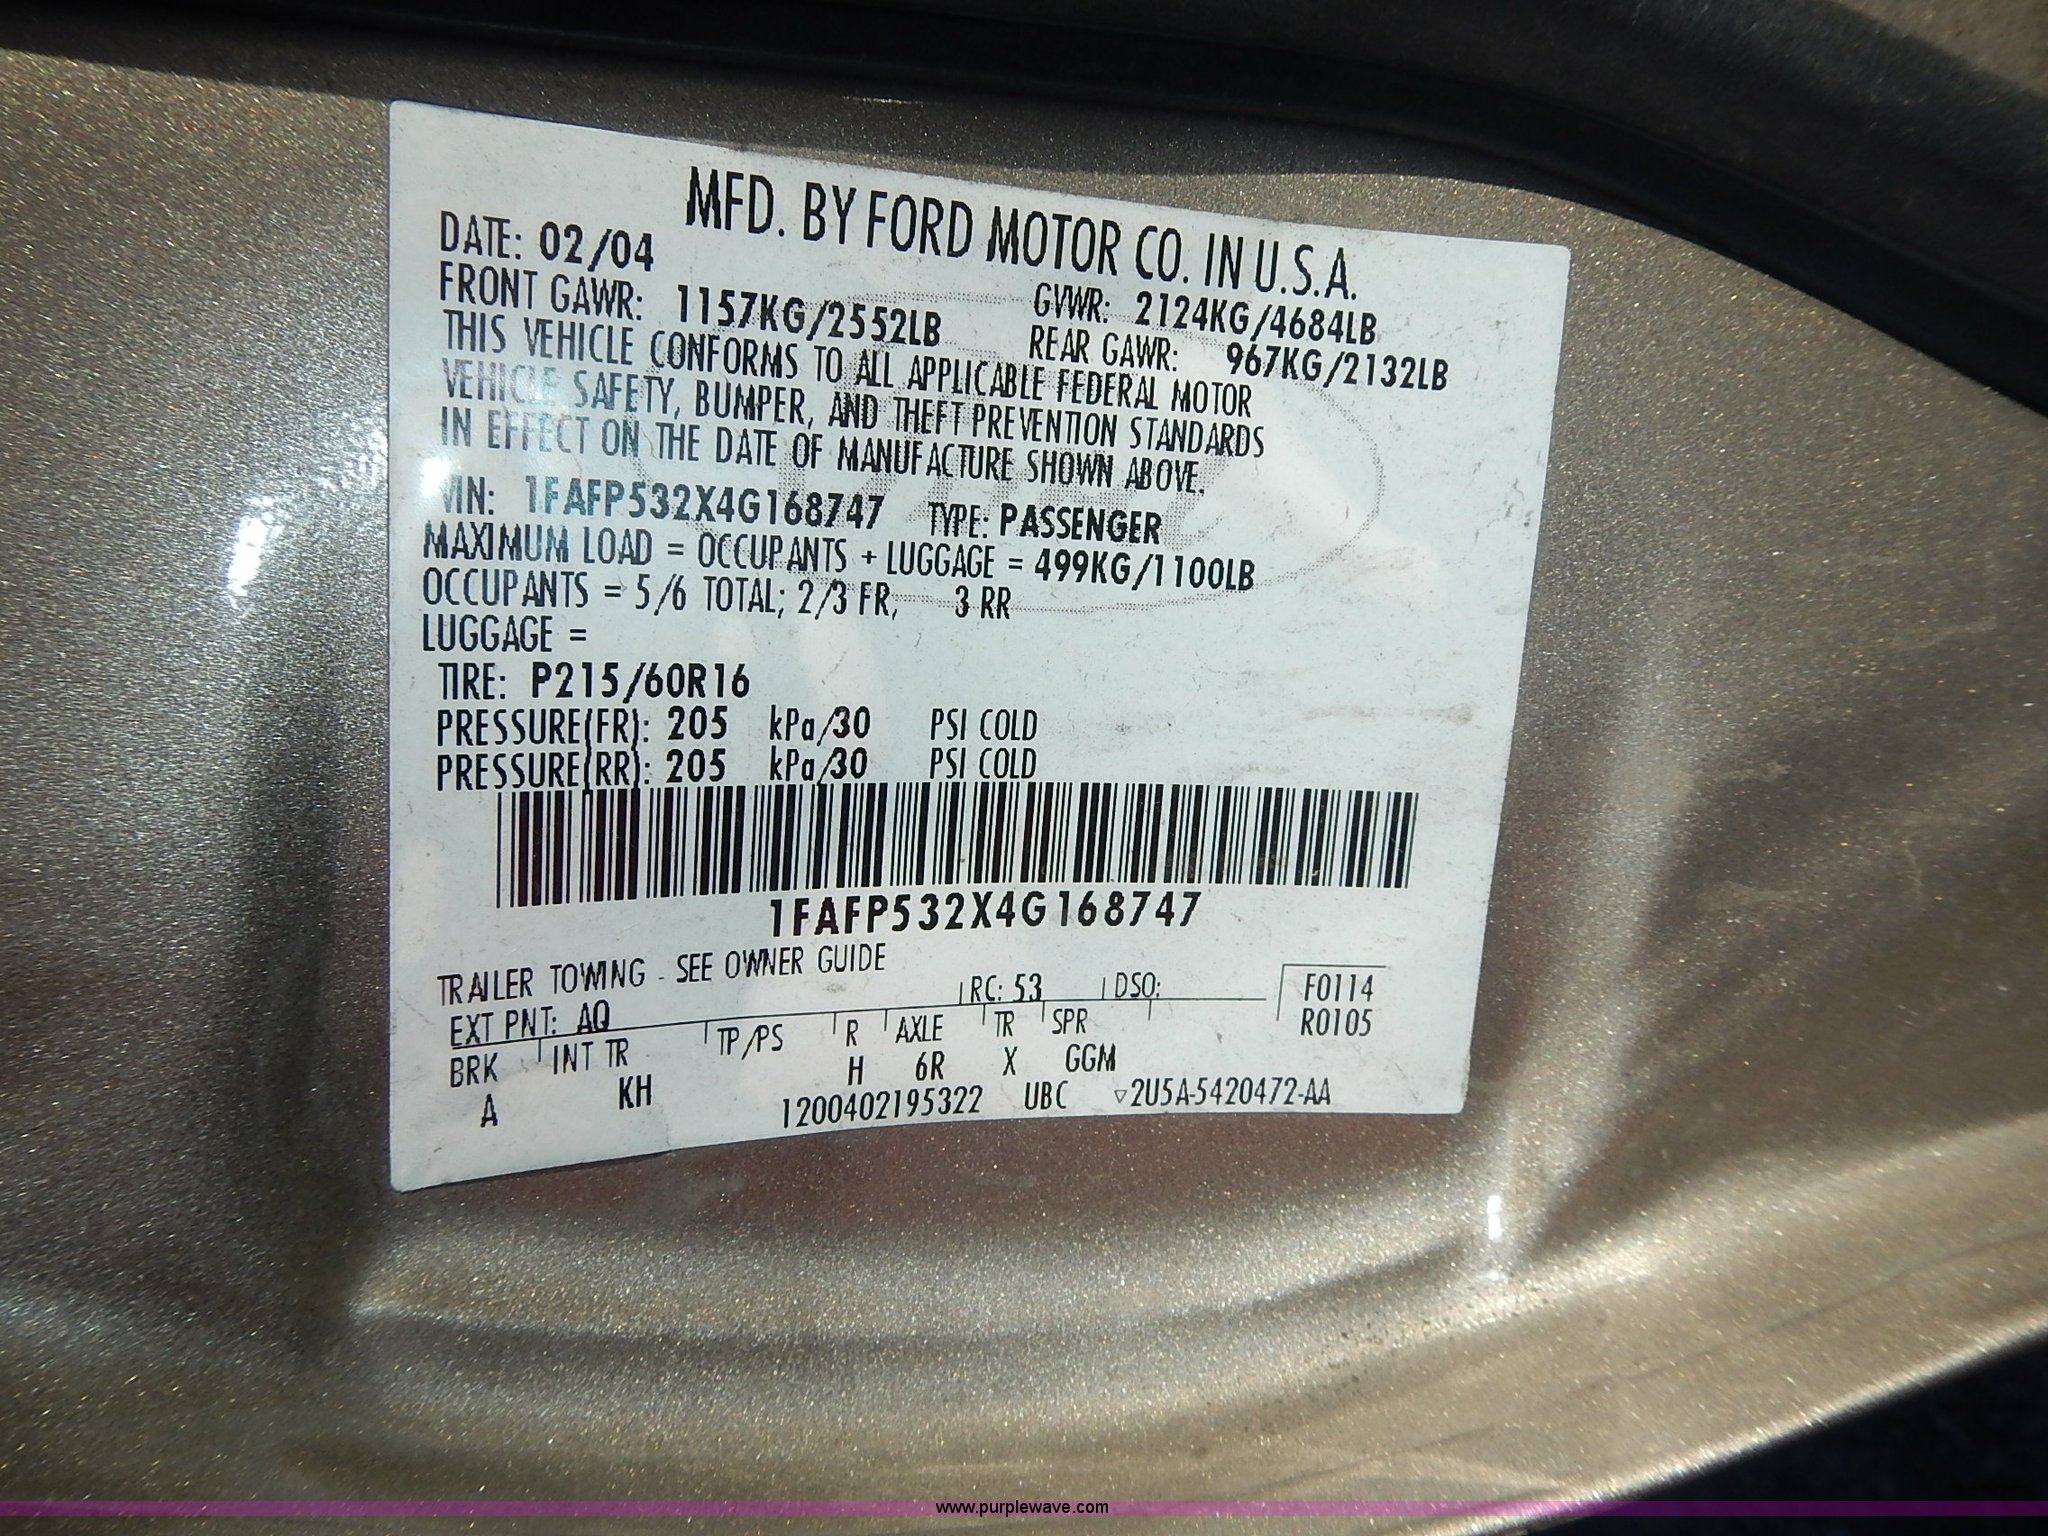 MFD. BY FORD MOTOR CO. IN U.S.A.
DATE: 02/04 GVWR: 2124KG/4684LB
FRONT GAWR: 1157KG/2552LB REAR GAWR: 967KG/2132LB
THIS VEHICLE CONFORMS TO ALL APPLICABLE FEDERAL MOTOR
VEHICLE SAFETY, BUMPER, AND THEFT PREVENTION STANDARDS
IN EFFECT ON THE DATE OF MANUFACTURE SHOWN ABOVE.
VIN: 1FAFP532X4G168747 TYPE: PASSENGER
MAXIMUM LOAD = OCCUPANTS + LUGGAGE = 499KG/1100LB
OCCUPANTS = 5/6 TOTAL; 2/3 FR, 3 RR
LUGGAGE =
TIRE: P215/60R16
PRESSURE(FR): 205 kPa/30 PSI COLD
PRESSURE(RR): 205 kPa/30 PSI COLD
1FAFP532X4G168747
TRAILER TOWING - SEE OWNER GUIDE
EXT PNT: AQ RC: 53 DSO: F0114
R0105
BRK INT TR TP/PS R AXLE TR SPR
A KH H 6R X GGM
1200402195322 UBC ▽2U5A-5420472-AA
www.purplewave.com